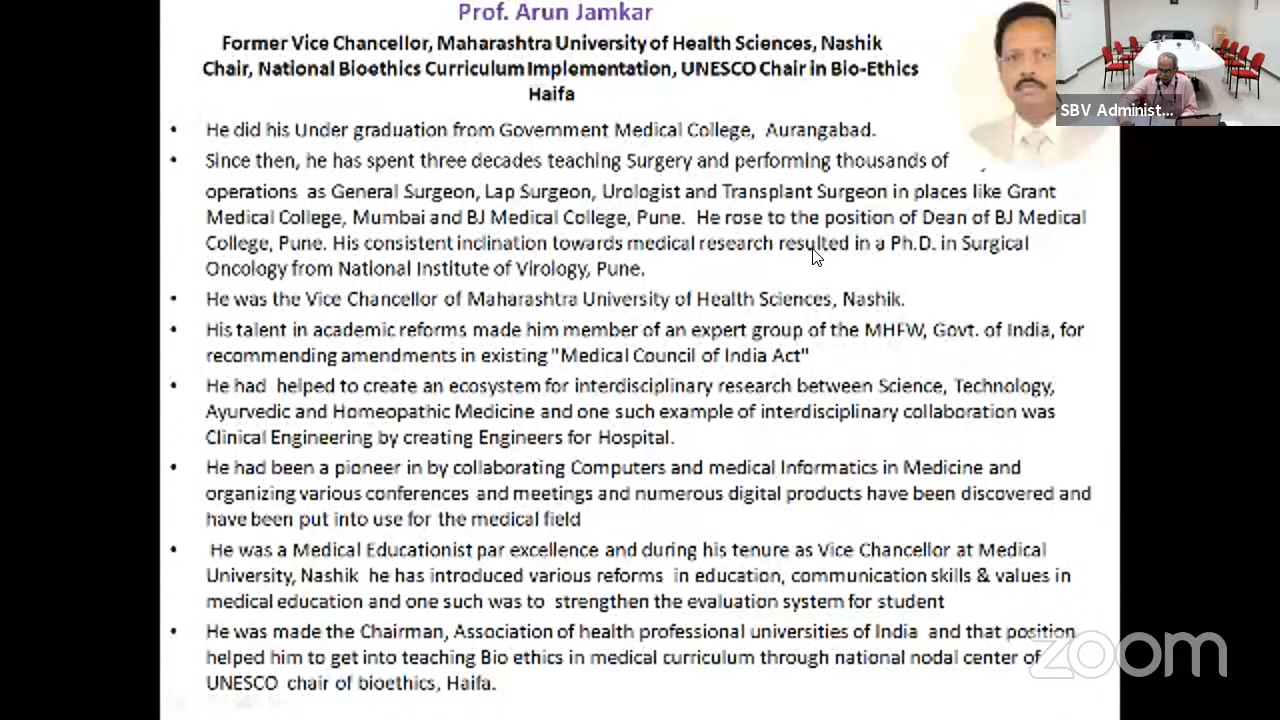 Prof. Arun Jamkar
Former Vice Chancellor, Maharashtra University of Health Sciences, Nashik
Chair, National Bioethics Curriculum Implementation, UNESCO Chair in Bio-Ethics
Haifa
SBV Administ...
• He did his Under graduation from Government Medical College, Aurangabad.
• Since then, he has spent three decades teaching Surgery and performing thousands of
operations as General Surgeon, Lap Surgeon, Urologist and Transplant Surgeon in places like Grant
Medical College, Mumbai and BJ Medical College, Pune. He rose to the position of Dean of BJ Medical
College, Pune. His consistent inclination towards medical research resulted in a Ph.D. in Surgical
Oncology from National Institute of Virology, Pune.
• He was the Vice Chancellor of Maharashtra University of Health Sciences, Nashik.
• His talent in academic reforms made him member of an expert group of the MHFW, Govt. of India, for
recommending amendments in existing "Medical Council of India Act"
• He had helped to create an ecosystem for interdisciplinary research between Science, Technology,
Ayurvedic and Homeopathic Medicine and one such example of interdisciplinary collaboration was
Clinical Engineering by creating Engineers for Hospital.
• He had been a pioneer in by collaborating Computers and medical Informatics in Medicine and
organizing various conferences and meetings and numerous digital products have been discovered and
have been put into use for the medical field
• He was a Medical Educationist par excellence and during his tenure as Vice Chancellor at Medical
University, Nashik he has introduced various reforms in education, communication skills & values in
medical education and one such was to strengthen the evaluation system for student
• He was made the Chairman, Association of health professional universities of India and that position
helped him to get into teaching Bio ethics in medical curriculum through national nodal center of
UNESCO chair of bioethics, Haifa.
zoom